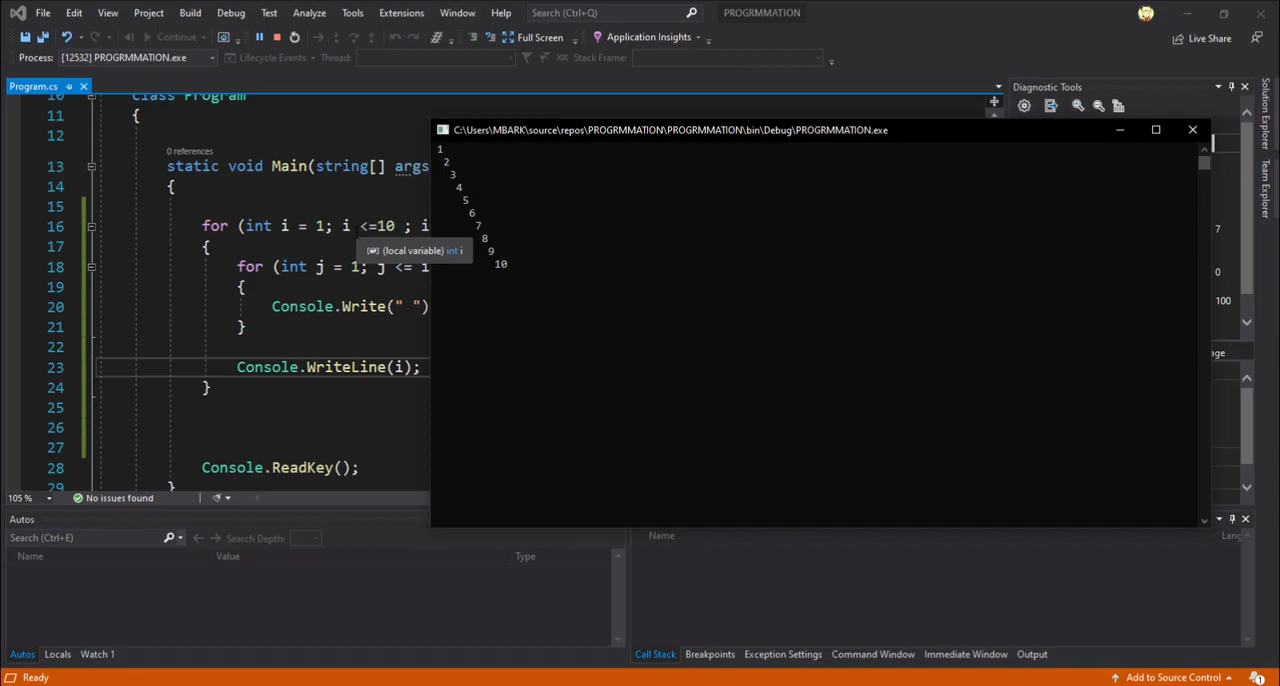 File Edit View Project Build Debug Test Analyze Tools Extensions Window Help Search (Ctrl+Q) PROGRMMATION
Continue Full Screen Application Insights Live Share
Process: [12532] PROGRMMATION.exe Lifecycle Events Thread: Stack Frame:
Program.cs
Diagnostic Tools
10 class Program
11 {
0 references
13 static void Main(string[] args
14 {
15
16 for (int i = 1; i <=10 ; i
17 {
(local variable) int i
18 for (int j = 1; j <= i
19 {
20 Console.Write(" ")
21 }
22
23 Console.WriteLine(i);
24 }
25
26
27
28 Console.ReadKey();
29 }
C:\Users\MBARK\source\repos\PROGRMMATION\PROGRMMATION\bin\Debug\PROGRMMATION.exe
1
2
3
4
5
6
7
8
9
10
7
0
100
age
Solution Explorer
Team Explorer
105 % No issues found
Autos
Search (Ctrl+E) Search Depth:
Name Value Type
Name Lang
Autos Locals Watch 1
Call Stack Breakpoints Exception Settings Command Window Immediate Window Output
Ready Add to Source Control 1